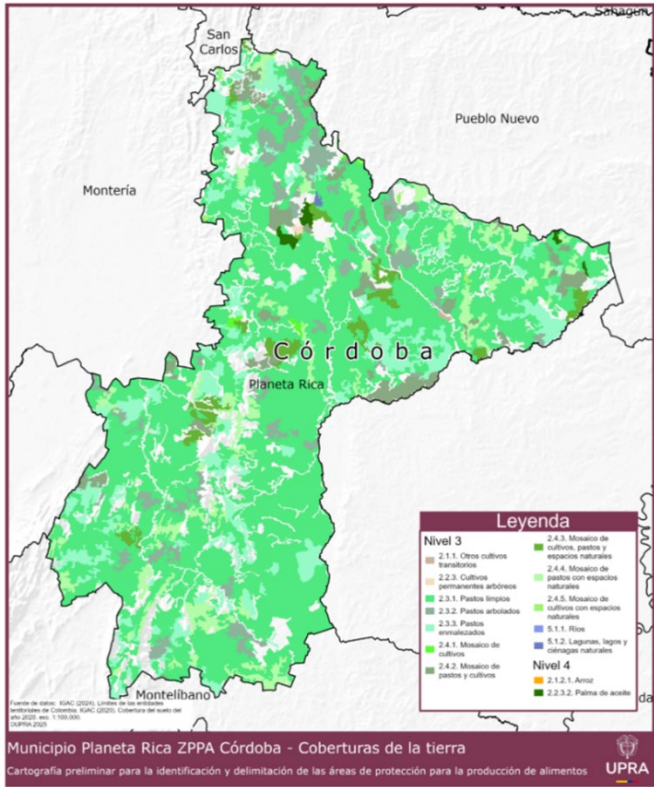 Sahagún
San
Carlos
Pueblo Nuevo
Montería
Córdoba
Planeta Rica
Montelíbano
Leyenda
Nivel 3
2.1.1. Otros cultivos
transitorios
2.2.3. Cultivos
permanentes arbóreos
2.3.1. Pastos limpios
2.3.2. Pastos arbolados
2.3.3. Pastos
enmalezados
2.4.1. Mosaico de
cultivos
2.4.2. Mosaico de
pastos y cultivos
2.4.3. Mosaico de
cultivos, pastos y
espacios naturales
2.4.4. Mosaico de
pastos con espacios
naturales
2.4.5. Mosaico de
cultivos con espacios
naturales
5.1.1. Ríos
5.1.2. Lagunas, lagos y
ciénagas naturales
Nivel 4
2.1.2.1. Arroz
2.2.3.2. Palma de aceite
da
Fuente de datos: IGAC (2024). Límites de las entidades
territoriales de Colombia. IGAC (2020). Cobertura del suelo del
año 2020. esc. 1:100.000.
©UPRA 2025
Municipio Planeta Rica ZPPA Córdoba - Coberturas de la tierra
Cartografía preliminar para la identificación y delimitación de las áreas de protección para la producción de alimentos
UPRA